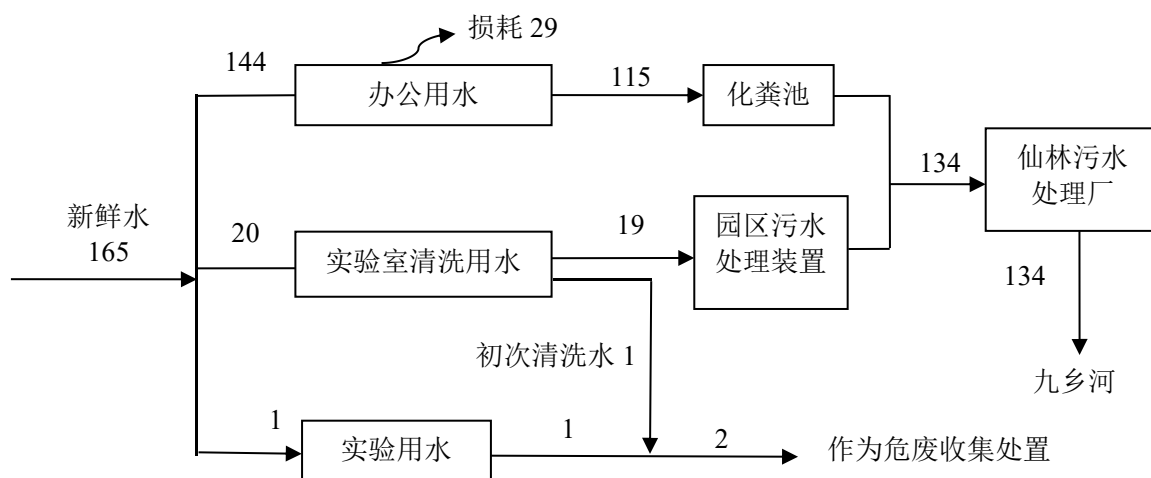 损耗 29
144
办公用水
115
化粪池
134
仙林污水
处理厂
新鲜水
165
20
实验室清洗用水
19
园区污水
处理装置
134
初次清洗水 1
九乡河
1
实验用水
1
2
作为危废收集处置